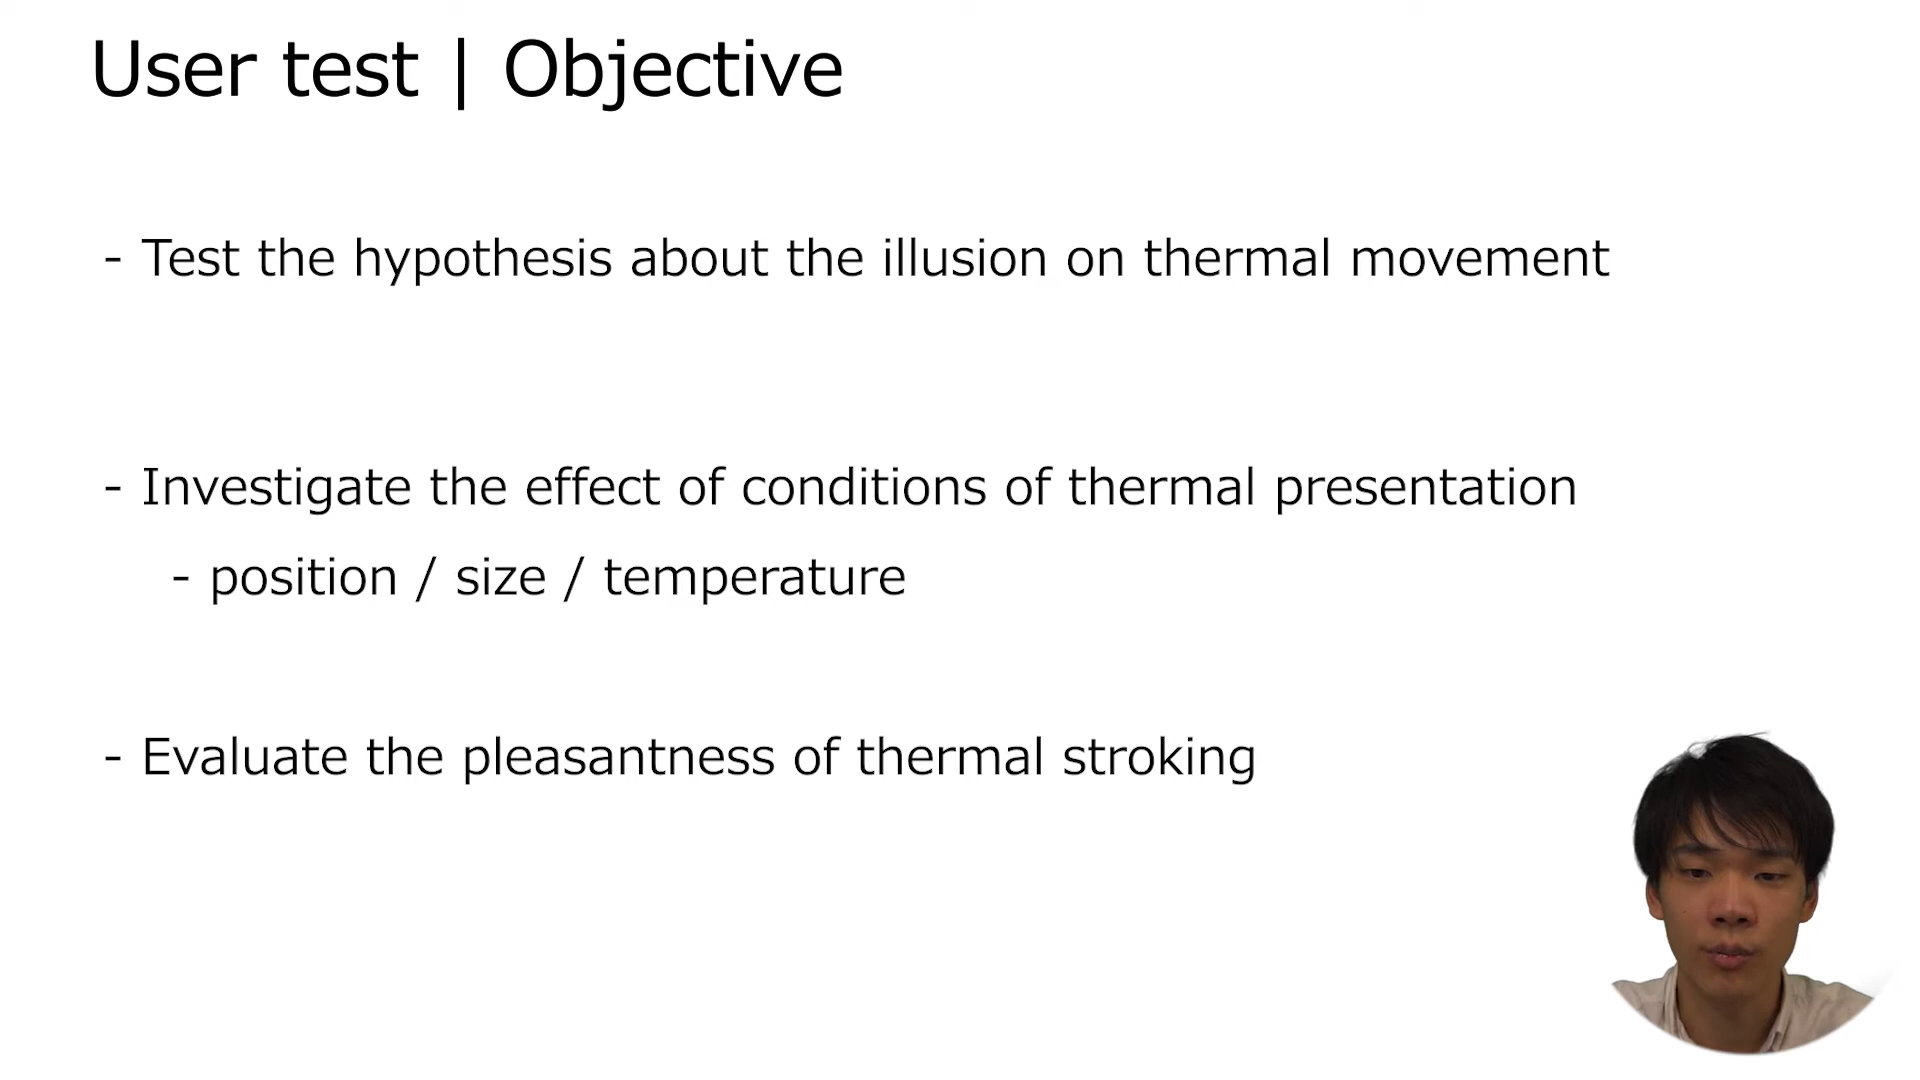 User test | Objective
- Test the hypothesis about the illusion on thermal movement
- Investigate the effect of conditions of thermal presentation
- position / size / temperature
- Evaluate the pleasantness of thermal stroking